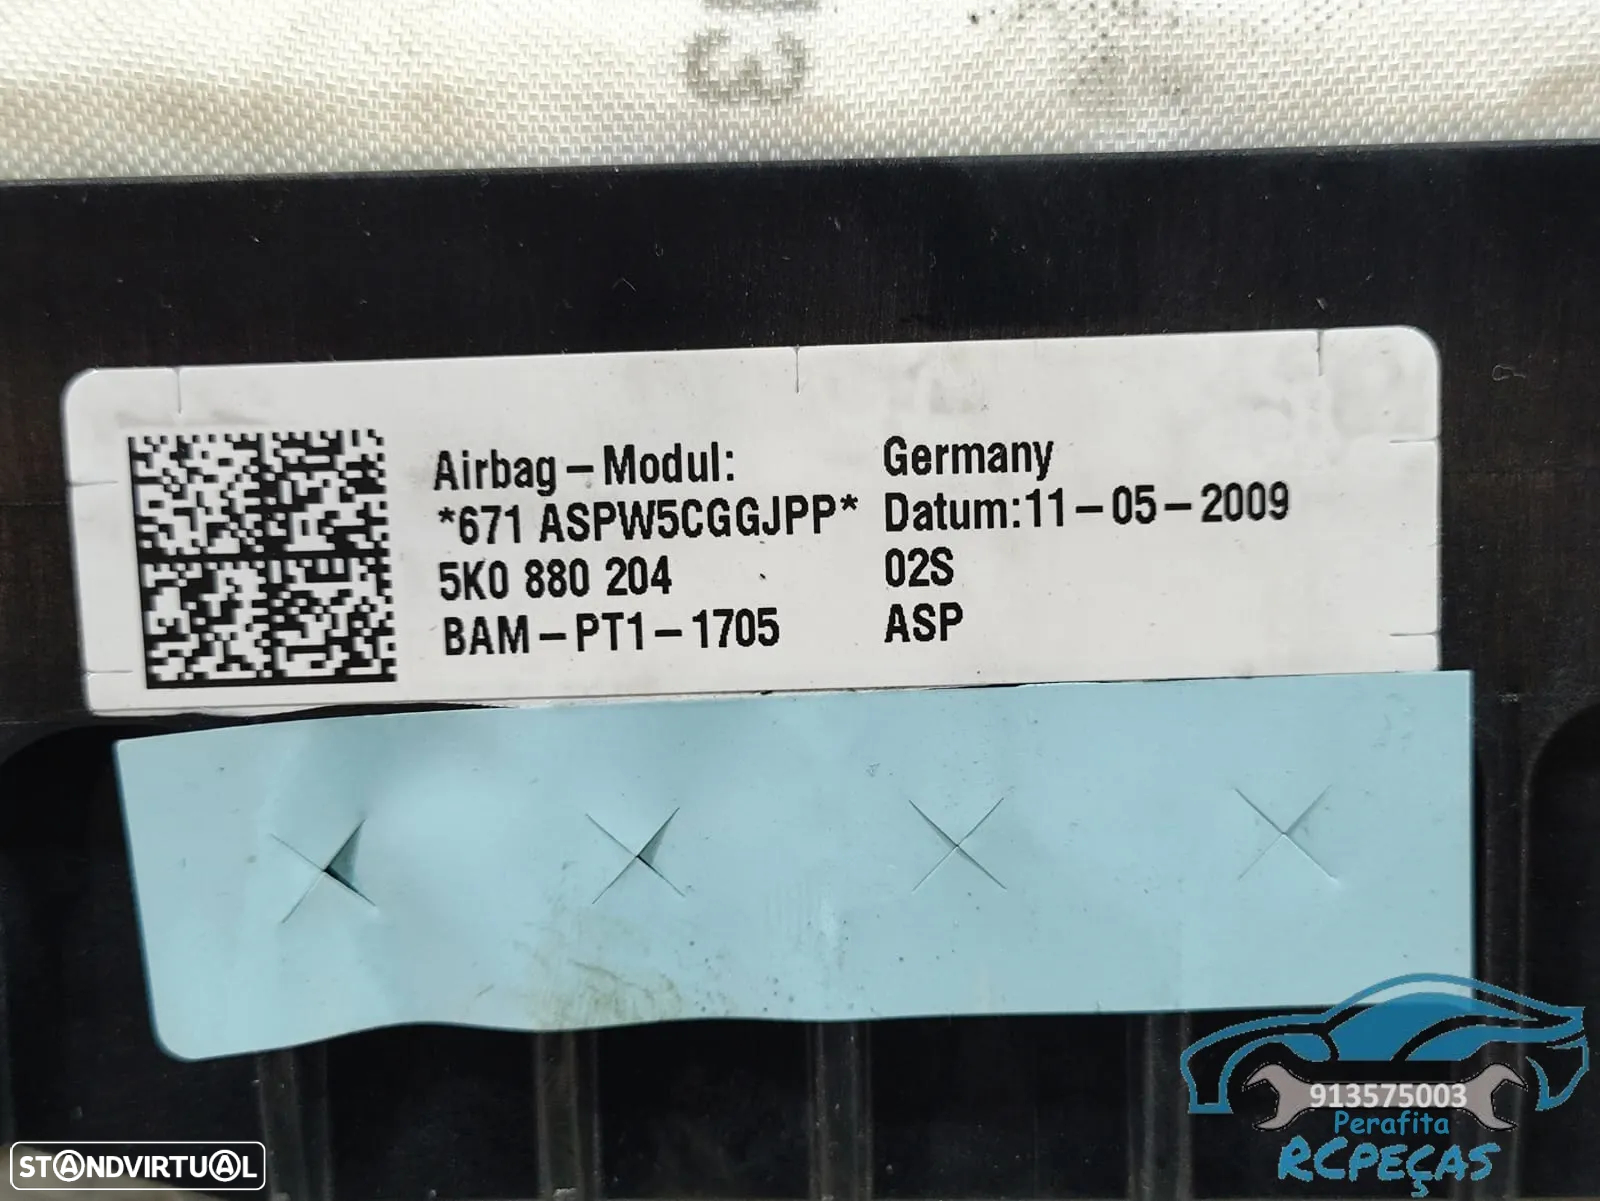 3
Airbag – Modul:
*671 ASPW5CGGJPP*
5K0 880 204
BAM – PT1 – 1705
Germany
Datum:11 – 05 – 2009
02S
ASP
913575003
Perafita
RCPEÇAS
STANDVIRTUAL